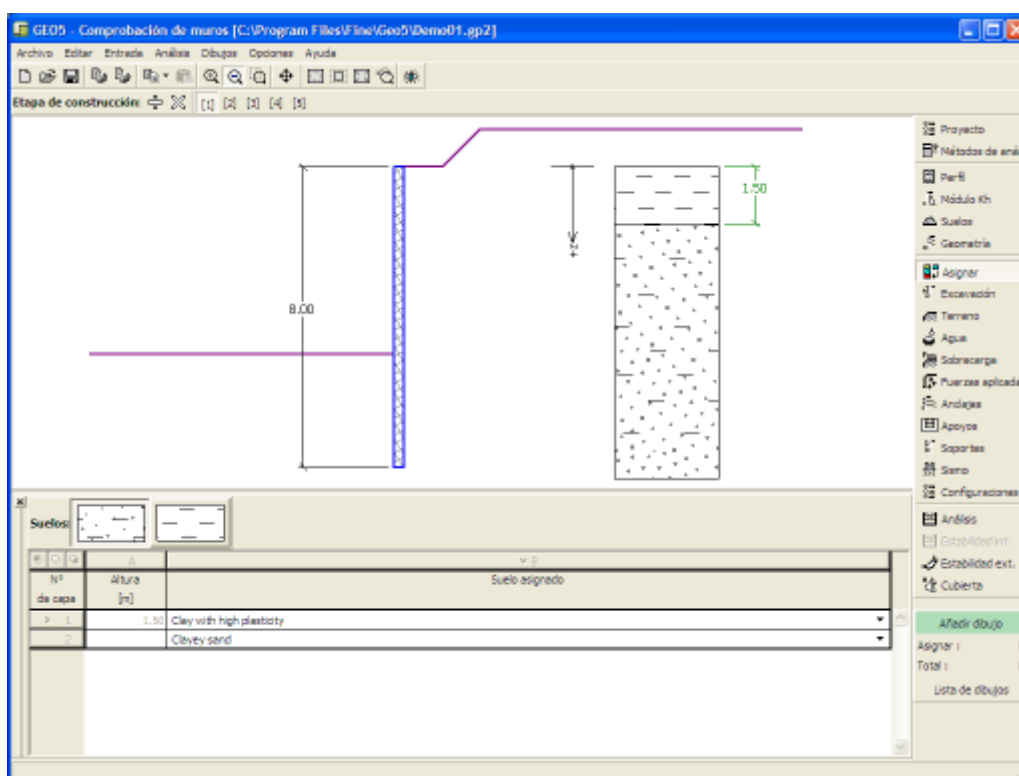 GEO5 - Comprobación de muros [C:\Program Files\Fine\Geo5\Demo01.gp2]
Archivo Editar Entrada Análisis Dibujos Opciones Ayuda
Etapa de construcción: [1] [2] [3] [4] [5]
8.00
+z
1.50
Proyecto
Métodos de aná
Perfil
Módulo Kh
Suelos
Geometría
Asignar
Excavación
Terreno
Agua
Sobrecarga
Fuerzas aplicada
Anclajes
Apoyos
Soportes
Sismo
Configuraciones
Análisis
Estabilidad int.
Estabilidad ext.
Cubierta
Añadir dibujo
Asignar :
Total :
Lista de dibujos
Suelos:
Nº de capa
Altura [m]
Suelo asignado
1 1.50 Clay with high plasticity
2 Clayey sand